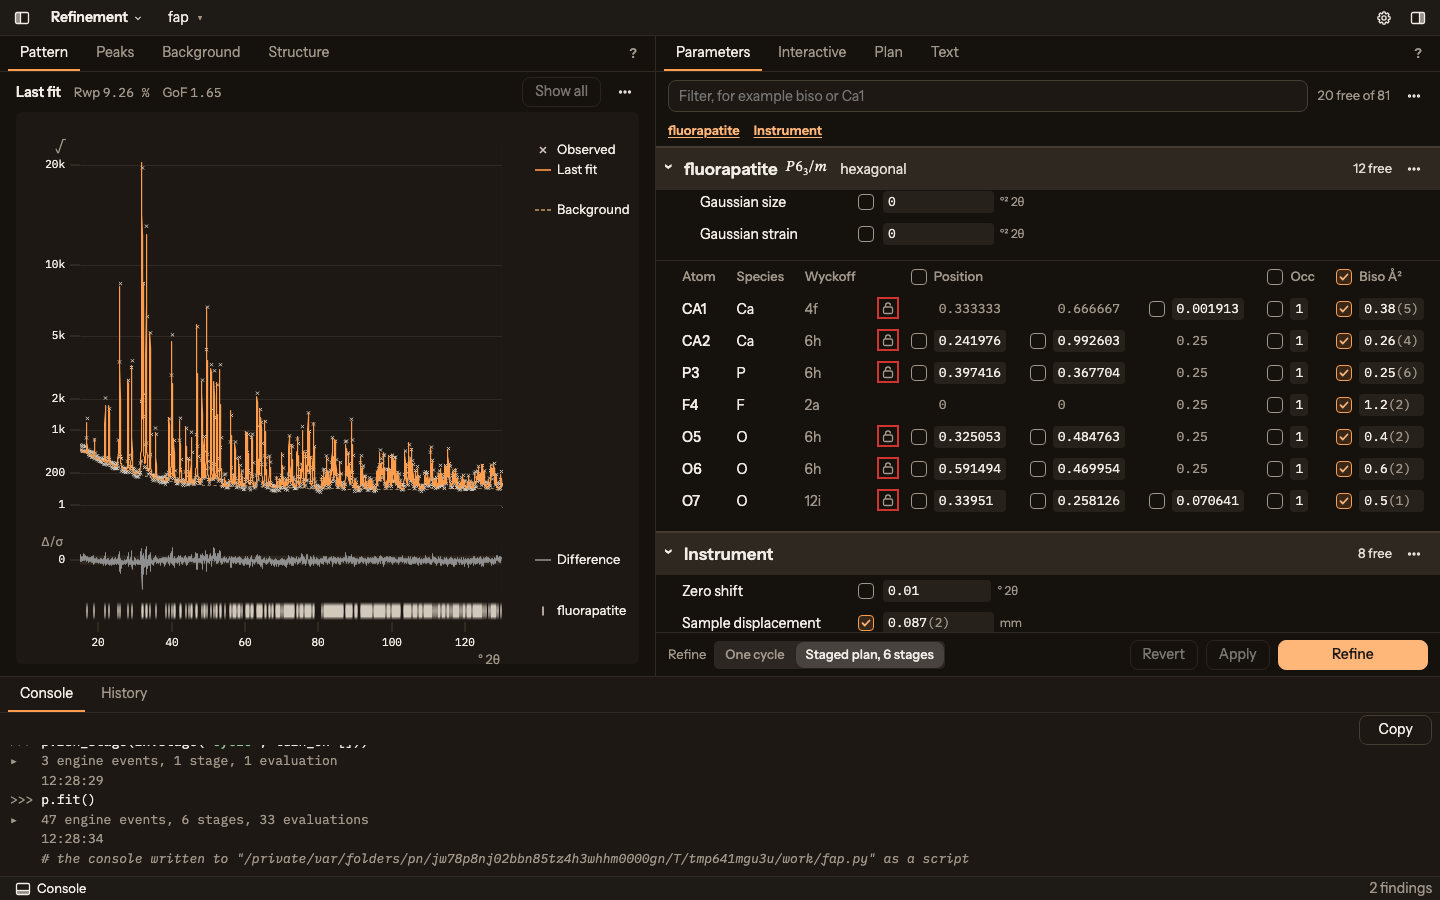 Refinement fap
Pattern Peaks Background Structure ?
Parameters Interactive Plan Text ?
Last fit Rwp 9.26 % GoF 1.65 Show all
20 free of 81
Filter, for example biso or Ca1
fluorapatite Instrument
√
20k
10k
5k
2k
1k
200
1
Δ/σ
0
20 40 60 80 100 120
°2θ
Observed
Last fit
Background
Difference
fluorapatite
fluorapatite P6₃/m hexagonal 12 free
Gaussian size 0 °² 2θ
Gaussian strain 0 °² 2θ
Atom Species Wyckoff Position Occ Biso Å²
CA1 Ca 4f 0.333333 0.666667 0.001913 1 0.38(5)
CA2 Ca 6h 0.241976 0.992603 0.25 1 0.26(4)
P3 P 6h 0.397416 0.367704 0.25 1 0.25(6)
F4 F 2a 0 0 0.25 1 1.2(2)
O5 O 6h 0.325053 0.484763 0.25 1 0.4(2)
O6 O 6h 0.591494 0.469954 0.25 1 0.6(2)
O7 O 12i 0.33951 0.258126 0.070641 1 0.5(1)
Instrument 8 free
Zero shift 0.01 °2θ
Sample displacement 0.087(2) mm
Refine One cycle Staged plan, 6 stages Revert Apply Refine
Console History
Copy
3 engine events, 1 stage, 1 evaluation
12:28:29
>>> p.fit()
47 engine events, 6 stages, 33 evaluations
12:28:34
# the console written to "/private/var/folders/pn/jw78p8nj02bbn85tz4h3whhm0000gn/T/tmp641mgu3u/work/fap.py" as a script
Console 2 findings